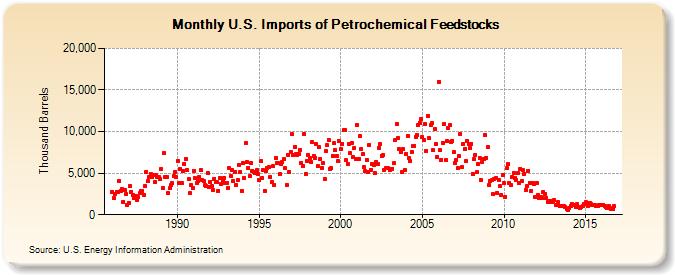 Monthly U.S. Imports of Petrochemical Feedstocks
Thousand Barrels
20,000
15,000
10,000
5,000
0
1990 1995 2000 2005 2010 2015
Source: U.S. Energy Information Administration